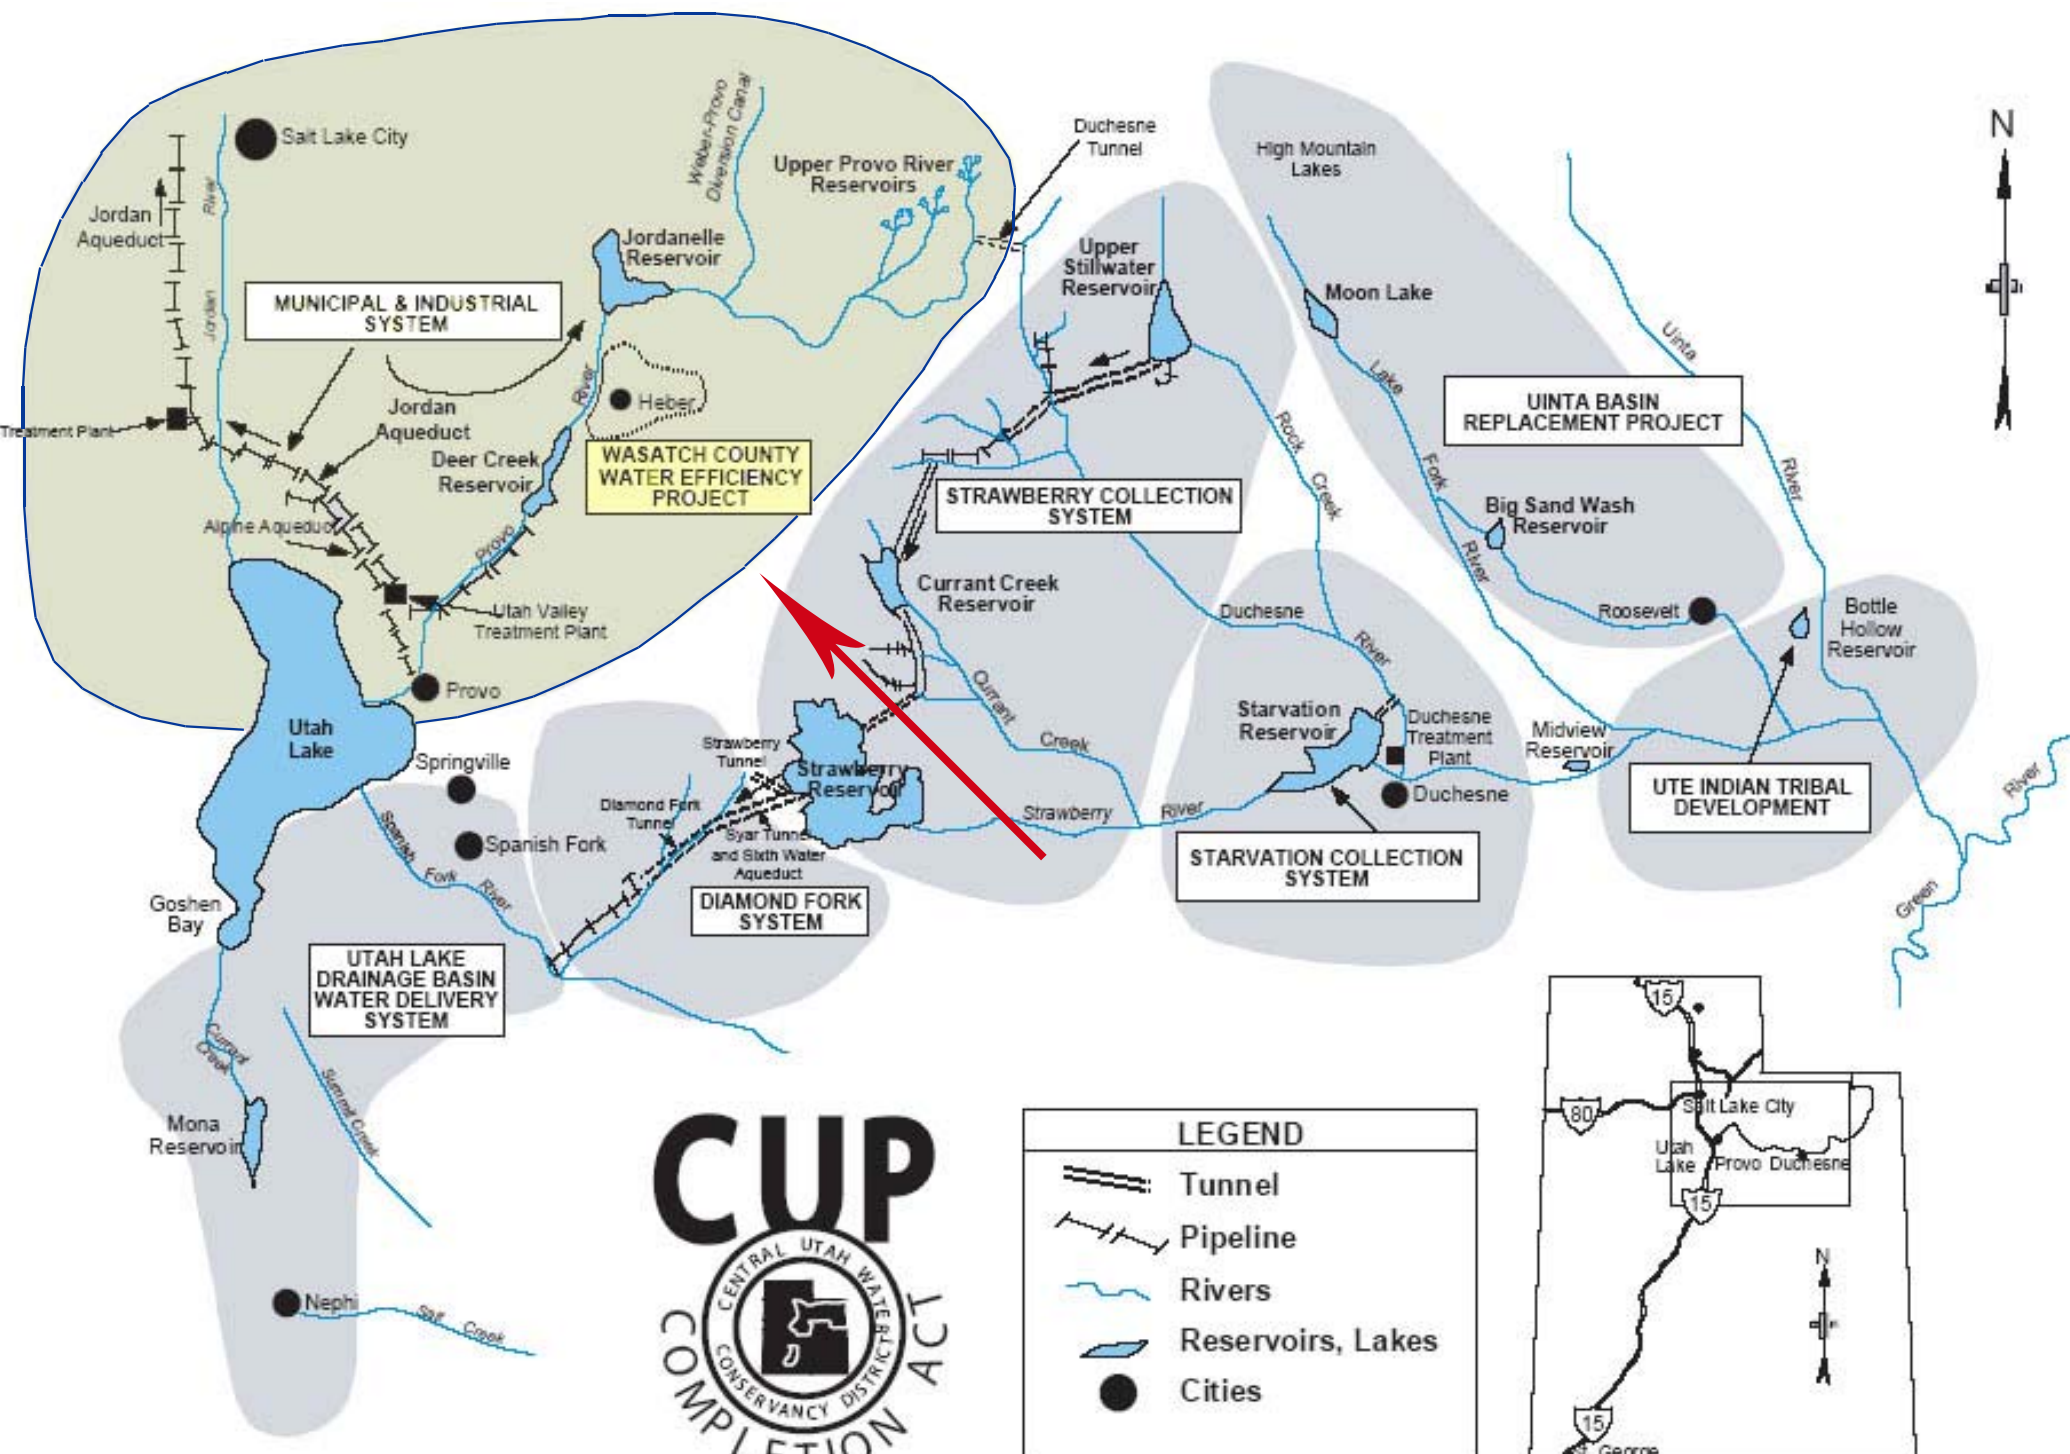 Salt Lake City
Jordan
Aqueduct
River
Jordan
MUNICIPAL & INDUSTRIAL
SYSTEM
Weber-Provo
Diversion Canal
Upper Provo River
Reservoirs
Duchesne
Tunnel
Jordanelle
Reservoir
River
Heber
Jordan
Aqueduct
Treatment Plant
Deer Creek
Reservoir
WASATCH COUNTY
WATER EFFICIENCY
PROJECT
Alpine Aqueduct
Provo
Utah Valley
Treatment Plant
Provo
Utah
Lake
High Mountain
Lakes
Upper
Stillwater
Reservoir
Moon Lake
Lake
Fork
River
Uinta
River
UINTA BASIN
REPLACEMENT PROJECT
Rock
Creek
Creek
STRAWBERRY COLLECTION
SYSTEM
Big Sand Wash
Reservoir
Currant Creek
Reservoir
Duchesne
River
Roosevelt
Bottle
Hollow
Reservoir
Currant
Creek
Starvation
Reservoir
Duchesne
Treatment
Plant
Midview
Reservoir
Duchesne
UTE INDIAN TRIBAL
DEVELOPMENT
River
Green
Springville
Strawberry
Tunnel
Strawberry
Reservoir
Strawberry
River
STARVATION COLLECTION
SYSTEM
Diamond Fork
Tunnel
Syar Tunnel
and Sixth Water
Aqueduct
DIAMOND FORK
SYSTEM
Spanish Fork
Spanish
Fork
River
Goshen
Bay
UTAH LAKE
DRAINAGE BASIN
WATER DELIVERY
SYSTEM
Currant
Creek
Summit Creek
Mona
Reservoir
Nephi
Salt Creek
CUP
CENTRAL UTAH WATER
CONSERVANCY DISTRICT
COMPLETION ACT
LEGEND
Tunnel
Pipeline
Rivers
Reservoirs, Lakes
Cities
N
15
80
Salt Lake City
Utah
Lake
Provo Duchesne
15
N
15
St. George